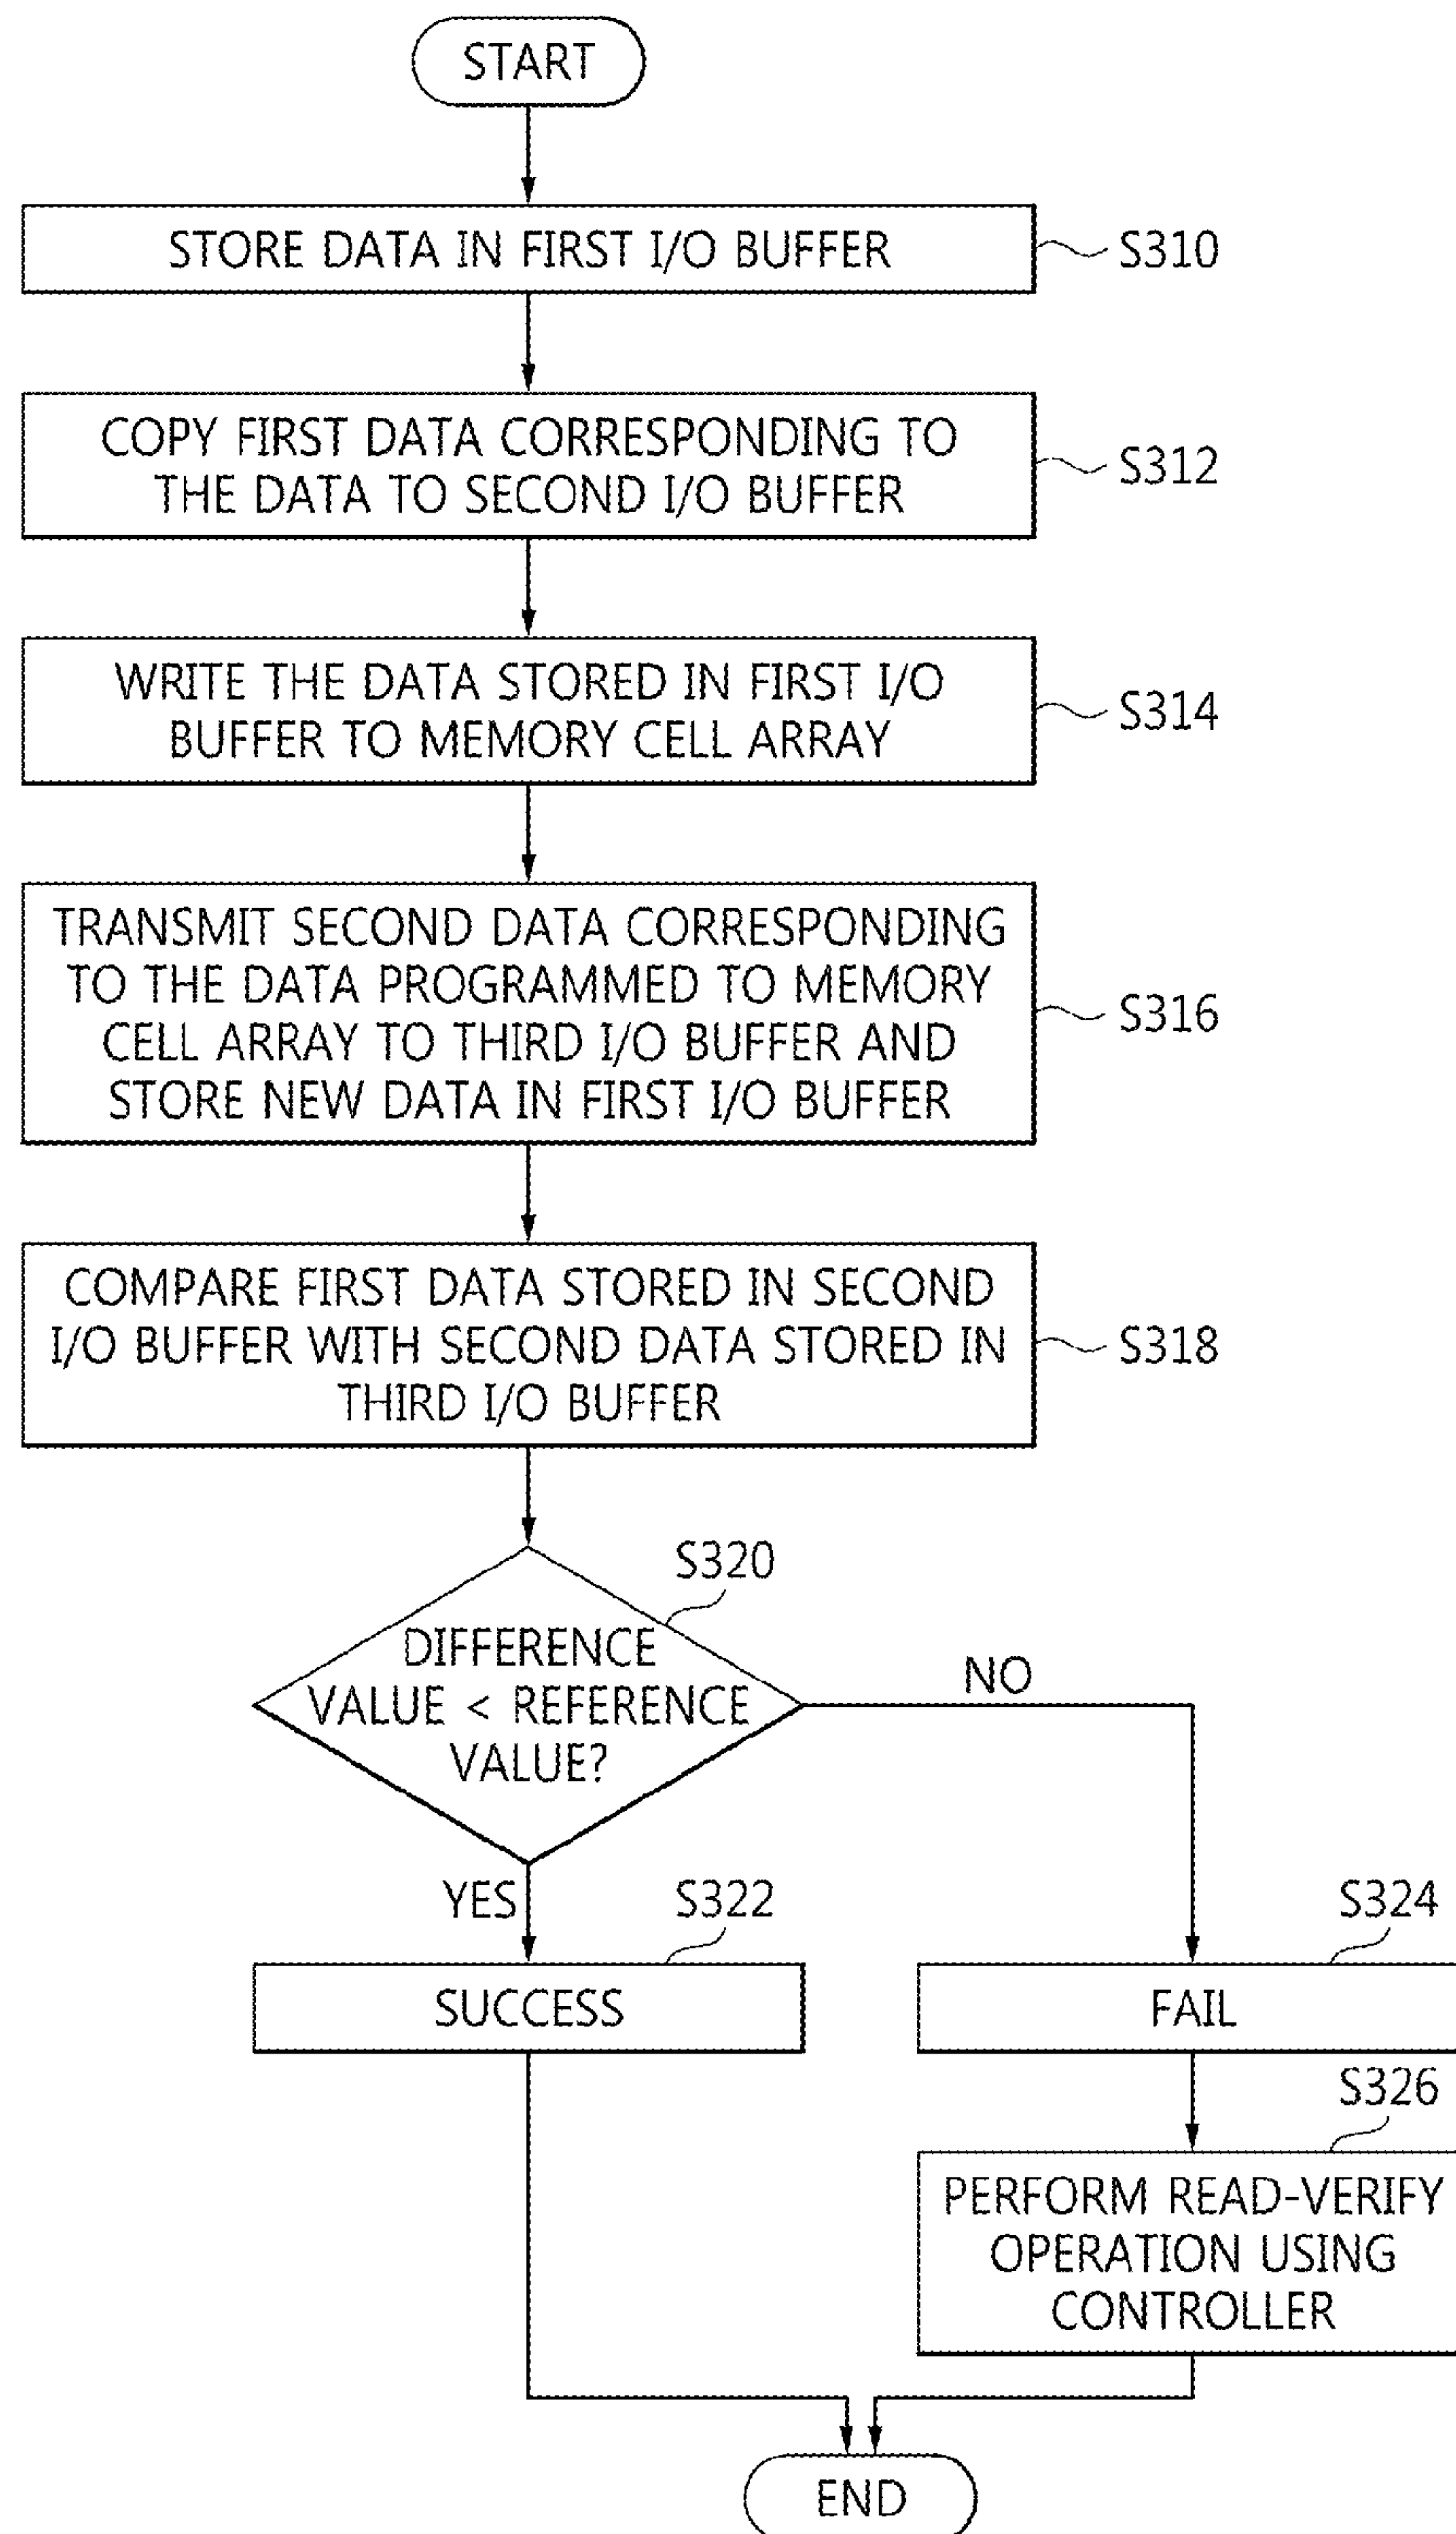 START
STORE DATA IN FIRST I/O BUFFER
S310
COPY FIRST DATA CORRESPONDING TO
THE DATA TO SECOND I/O BUFFER
S312
WRITE THE DATA STORED IN FIRST I/O
BUFFER TO MEMORY CELL ARRAY
S314
TRANSMIT SECOND DATA CORRESPONDING
TO THE DATA PROGRAMMED TO MEMORY
CELL ARRAY TO THIRD I/O BUFFER AND
STORE NEW DATA IN FIRST I/O BUFFER
S316
COMPARE FIRST DATA STORED IN SECOND
I/O BUFFER WITH SECOND DATA STORED IN
THIRD I/O BUFFER
S318
S320
DIFFERENCE
VALUE < REFERENCE
VALUE?
NO
YES
S322
SUCCESS
S324
FAIL
S326
PERFORM READ-VERIFY
OPERATION USING
CONTROLLER
END